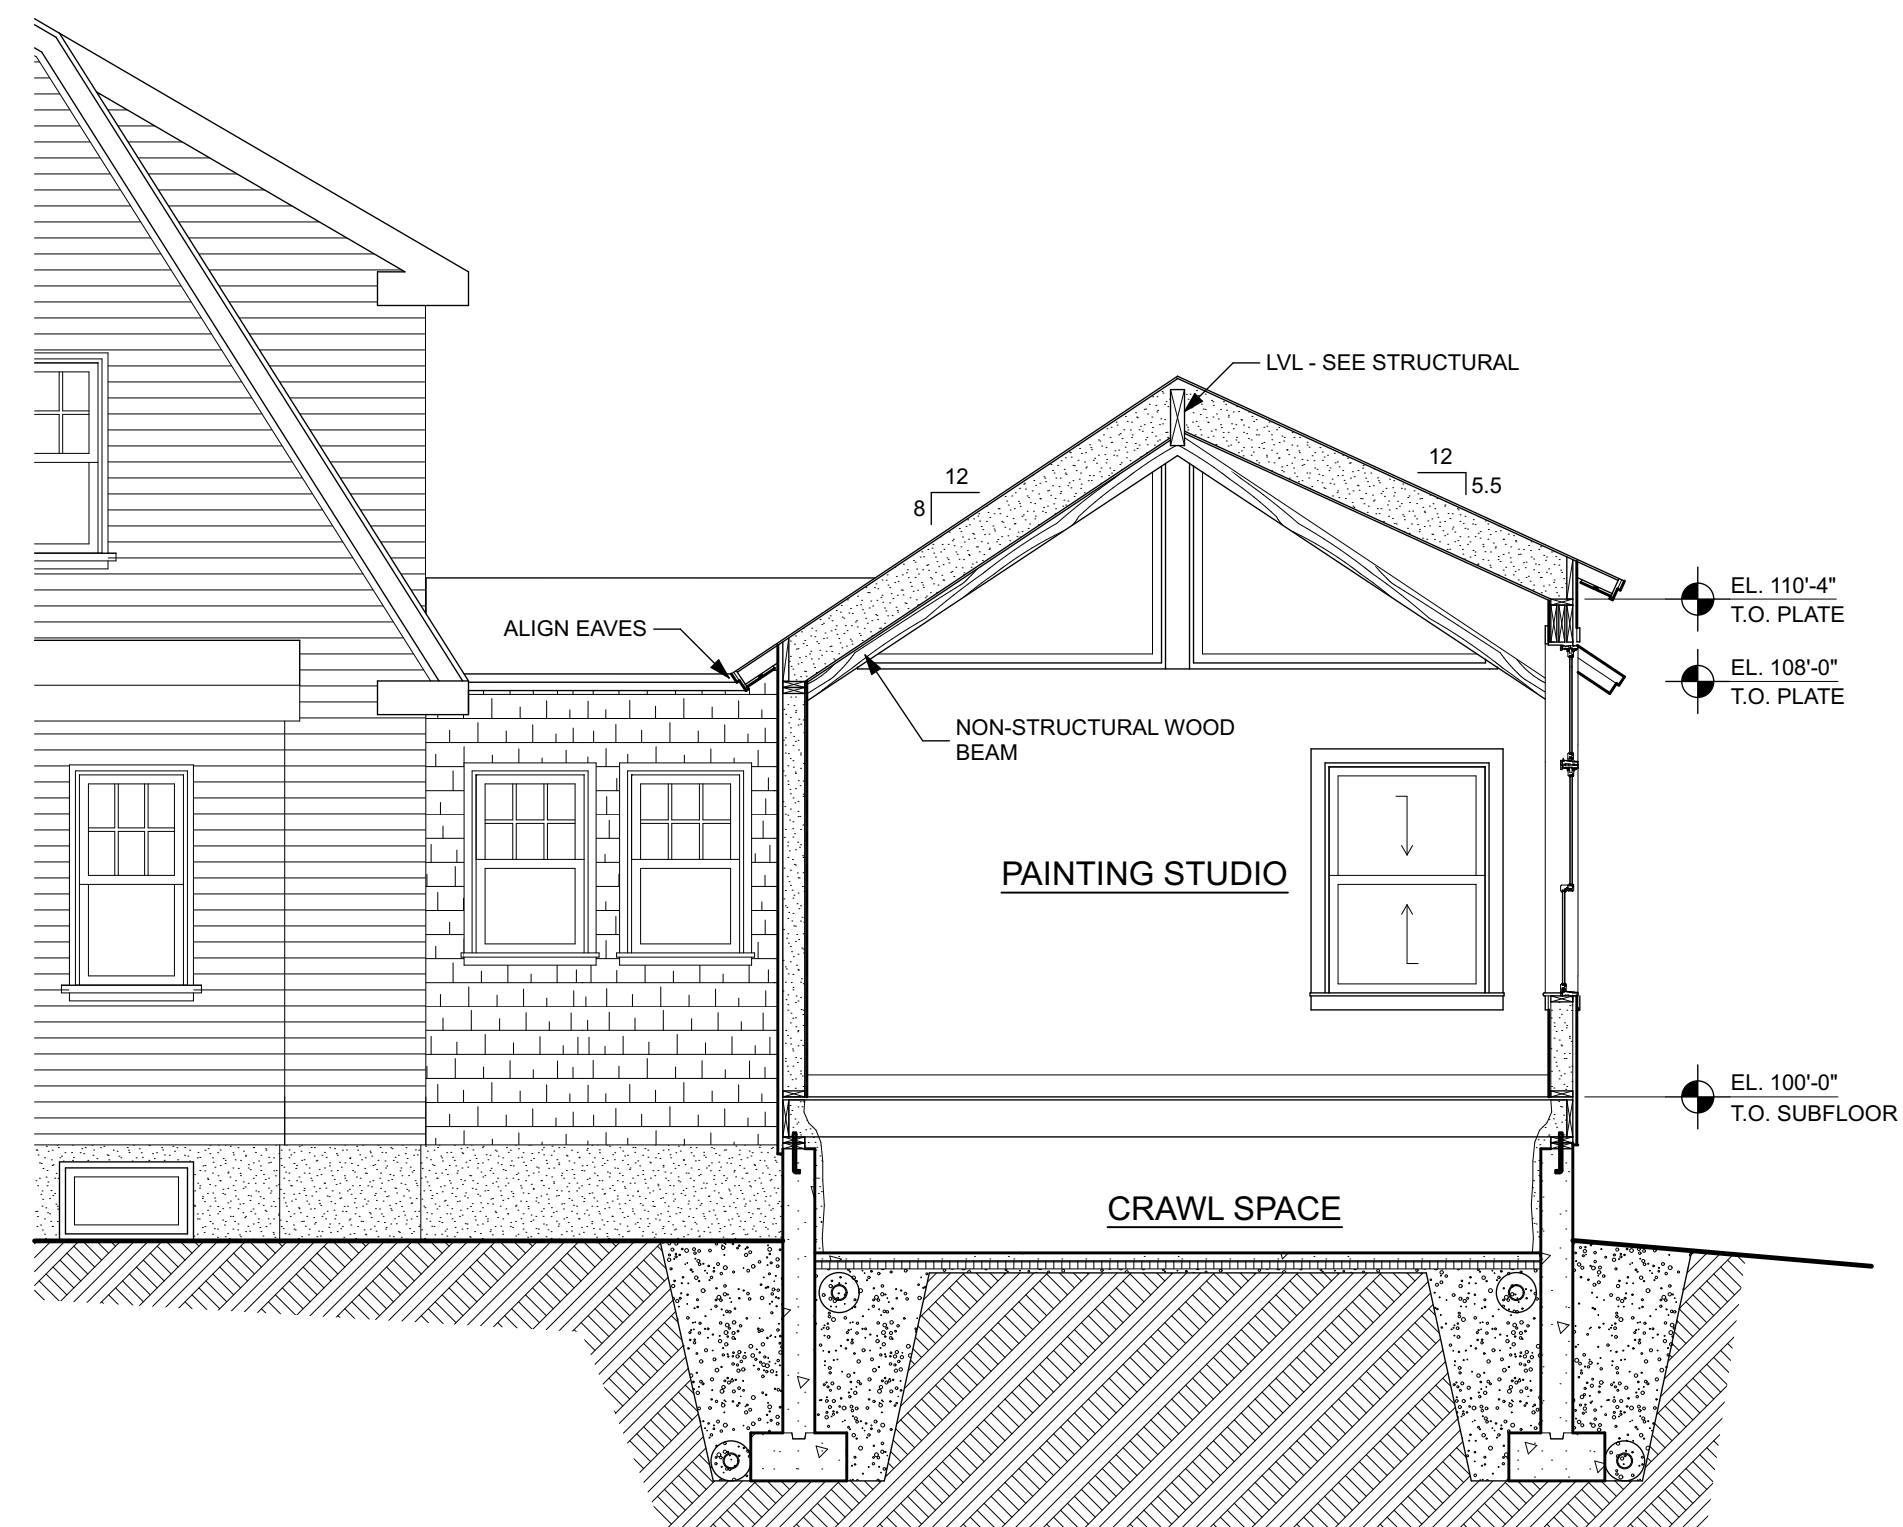 LVL - SEE STRUCTURAL
12
5.5
12
8
EL. 110'-4"
T.O. PLATE
ALIGN EAVES
EL. 108'-0"
T.O. PLATE
NON-STRUCTURAL WOOD
BEAM
PAINTING STUDIO
EL. 100'-0"
T.O. SUBFLOOR
CRAWL SPACE